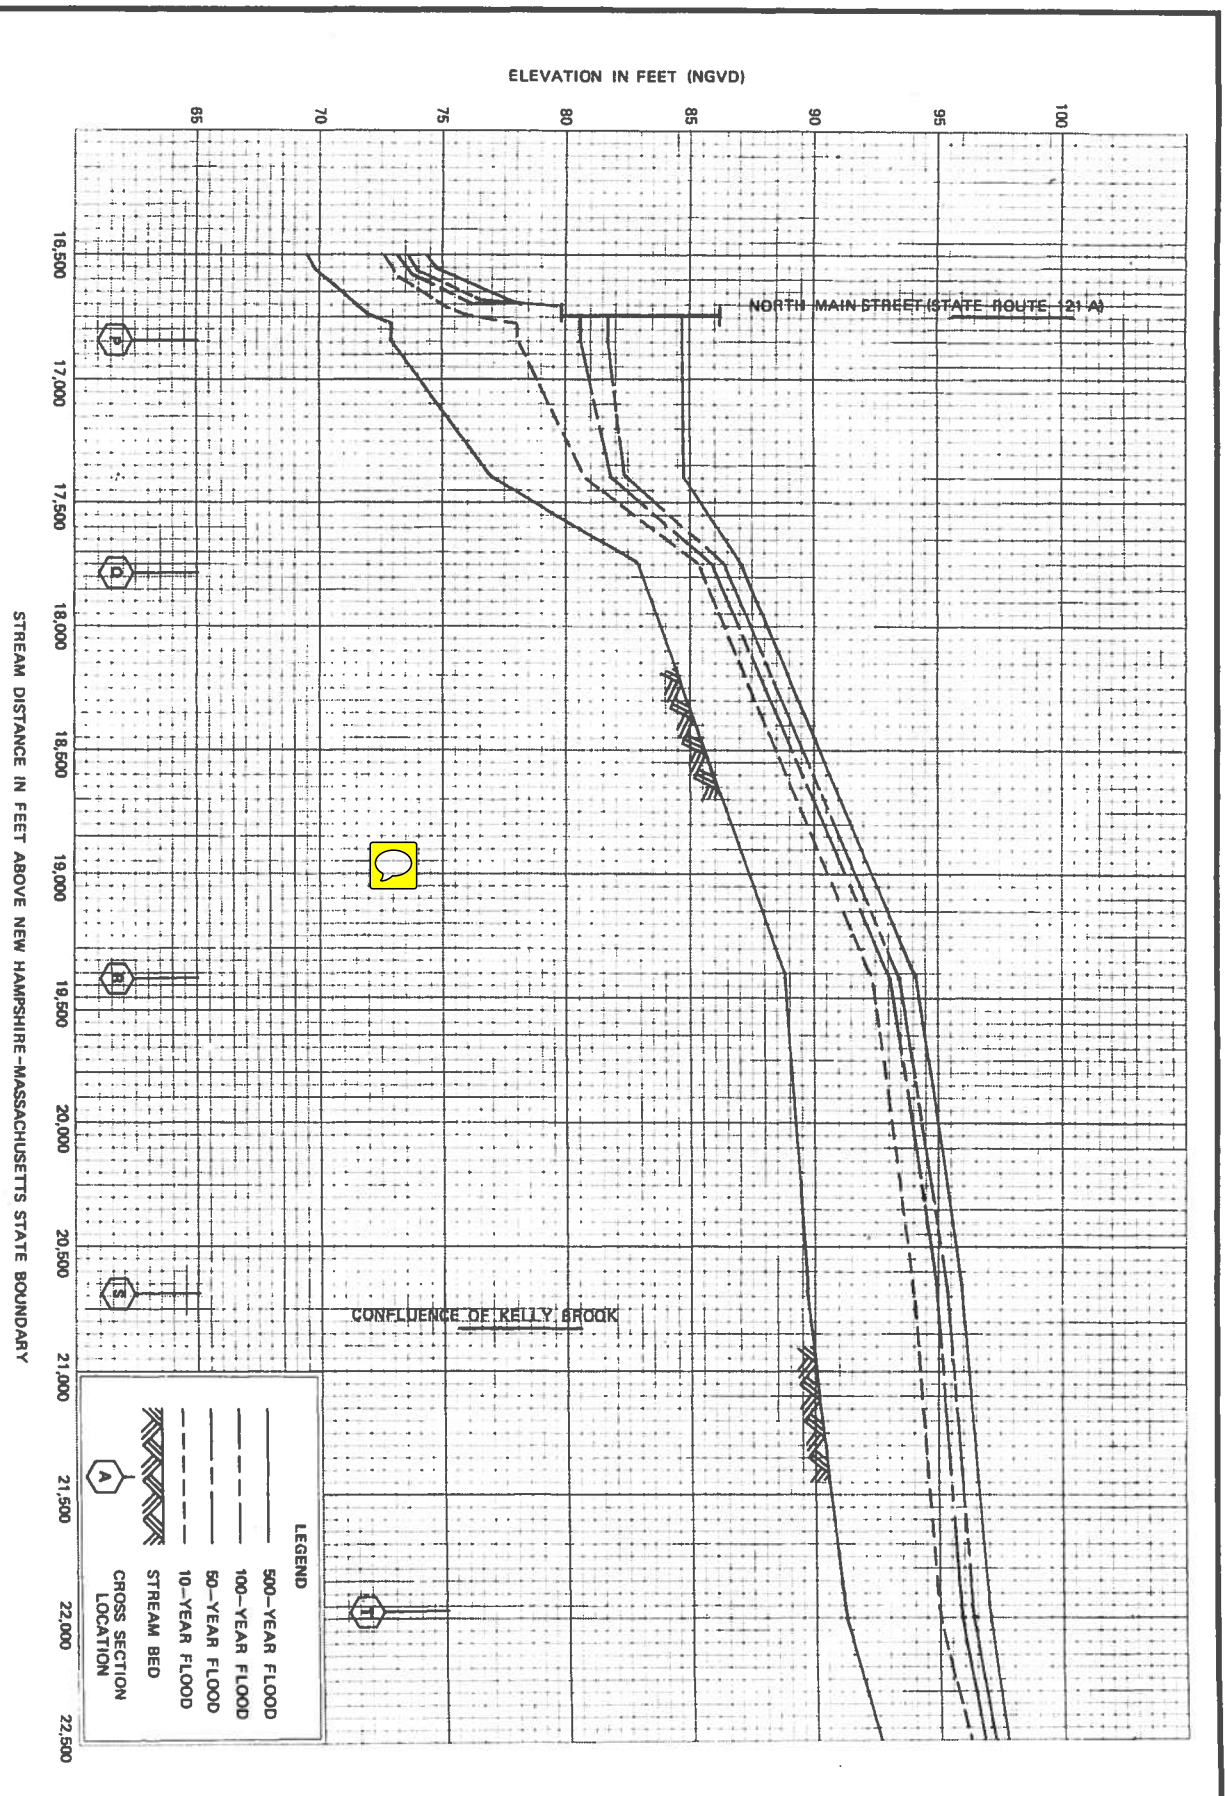 ELEVATION IN FEET (NGVD)
100
95
90
85
80
75
70
65
NORTH MAIN STREET (STATE ROUTE 121 A)
CONFLUENCE OF KELLY BROOK
P
Q
R
S
T
16,500
17,000
17,500
18,000
18,500
19,000
19,500
20,000
20,500
21,000
21,500
22,000
22,500
STREAM DISTANCE IN FEET ABOVE NEW HAMPSHIRE-MASSACHUSETTS STATE BOUNDARY
LEGEND
500-YEAR FLOOD
100-YEAR FLOOD
50-YEAR FLOOD
10-YEAR FLOOD
STREAM BED
A
CROSS SECTION
LOCATION